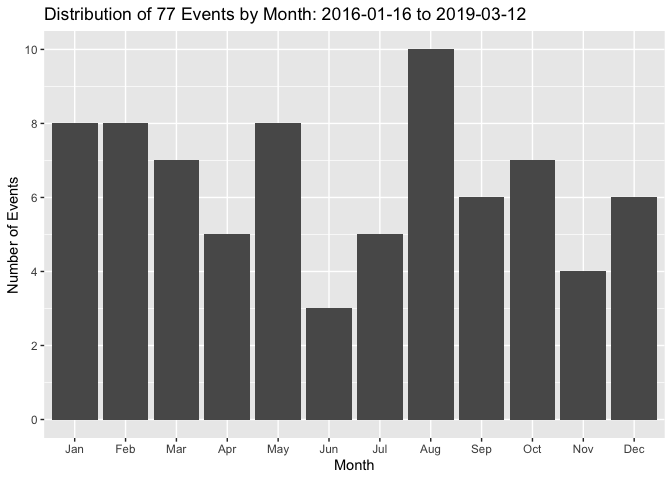 Distribution of 77 Events by Month: 2016-01-16 to 2019-03-12
Number of Events
10
8
6
4
2
0
Jan Feb Mar Apr May Jun Jul Aug Sep Oct Nov Dec
Month